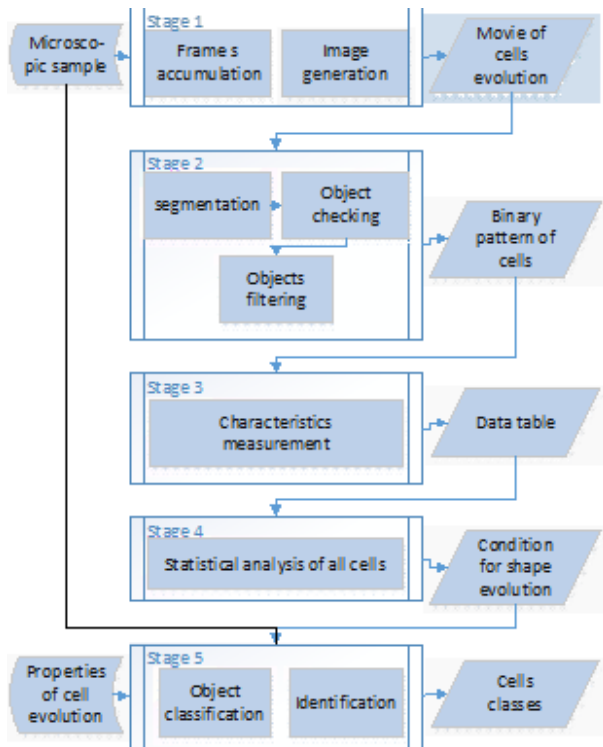 Stage 1
Microsco-
pic sample
Frames
accumulation
Image
generation
Movie of
cells
evolution
Stage 2
segmentation
Object
checking
Objects
filtering
Binary
pattern of
cells
Stage 3
Characteristics
measurement
Data table
Stage 4
Statistical analysis of all cells
Condition
for shape
evolution
Stage 5
Properties
of cell
evolution
Object
classification
Identification
Cells
classes